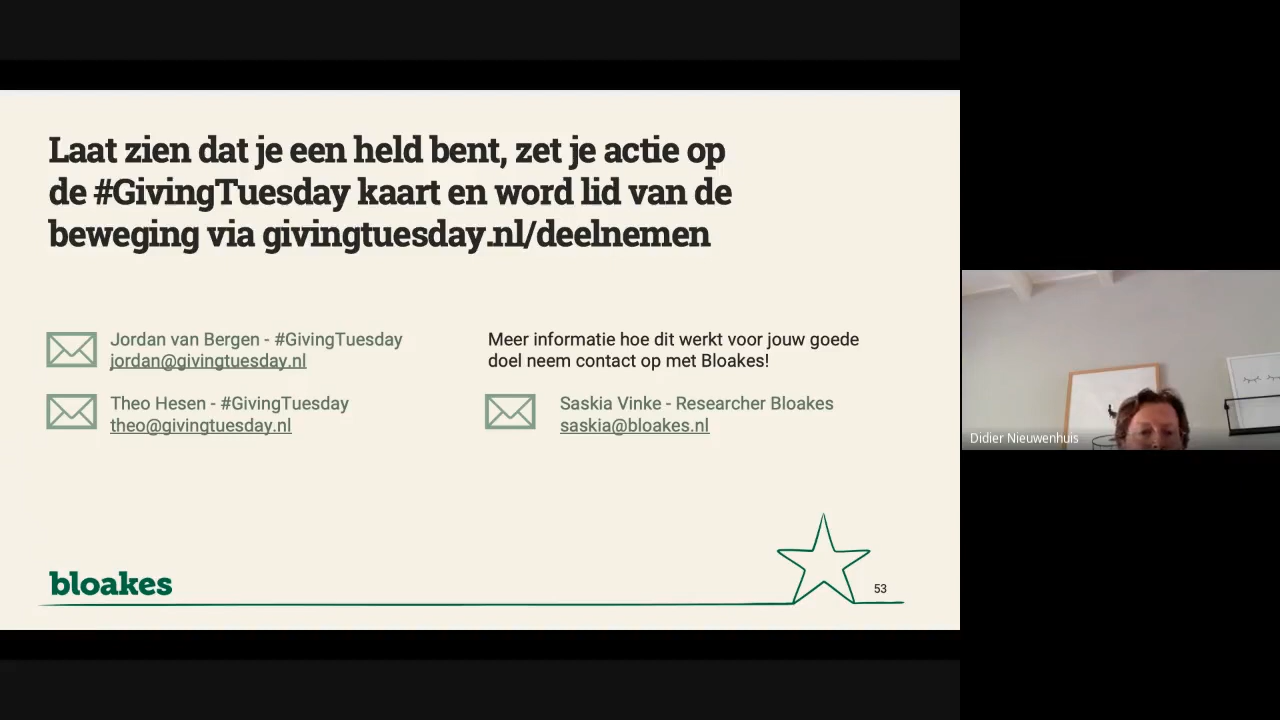 Laat zien dat je een held bent, zet je actie op
de #GivingTuesday kaart en word lid van de
beweging via givingtuesday.nl/deelnemen
Jordan van Bergen - #GivingTuesday
jordan@givingtuesday.nl
Theo Hesen - #GivingTuesday
theo@givingtuesday.nl
Meer informatie hoe dit werkt voor jouw goede
doel neem contact op met Bloakes!
Saskia Vinke - Researcher Bloakes
saskia@bloakes.nl
bloakes
53
Didier Nieuwenhuis